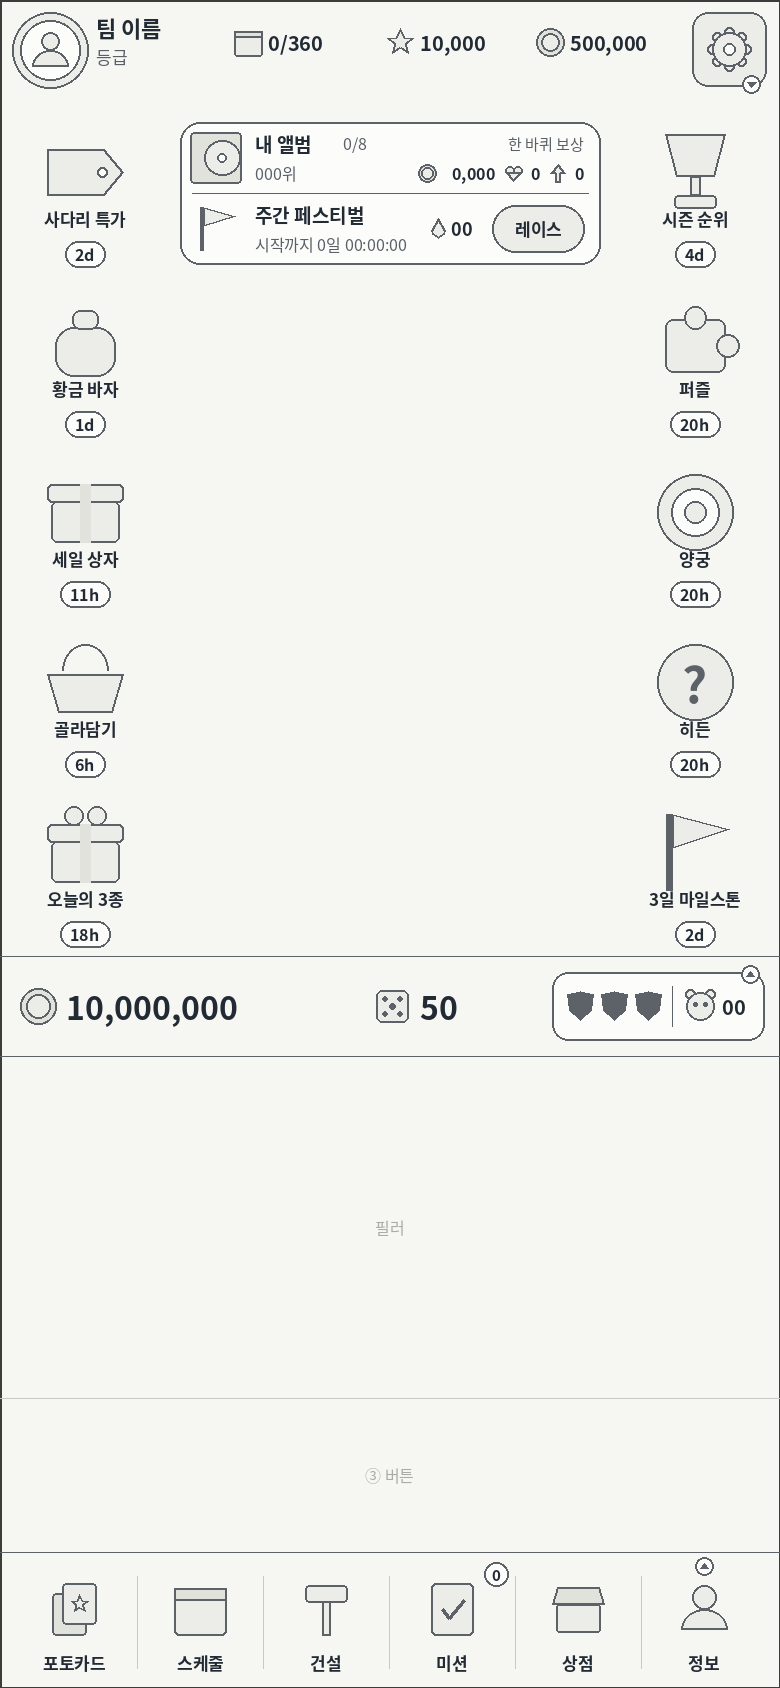 팀 이름
등급
0/360
10,000
500,000
내 앨범 0/8 한 바퀴 보상
000위 0,000 0 0
주간 페스티벌
시작까지 0일 00:00:00
00
레이스
사다리 특가
2d
시즌 순위
4d
황금 바자
1d
퍼즐
20h
세일 상자
11h
양궁
20h
골라담기
6h
?
히든
20h
오늘의 3종
18h
3일 마일스톤
2d
10,000,000
50
00
필러
③ 버튼
0
포토카드
스케줄
건설
미션
상점
정보